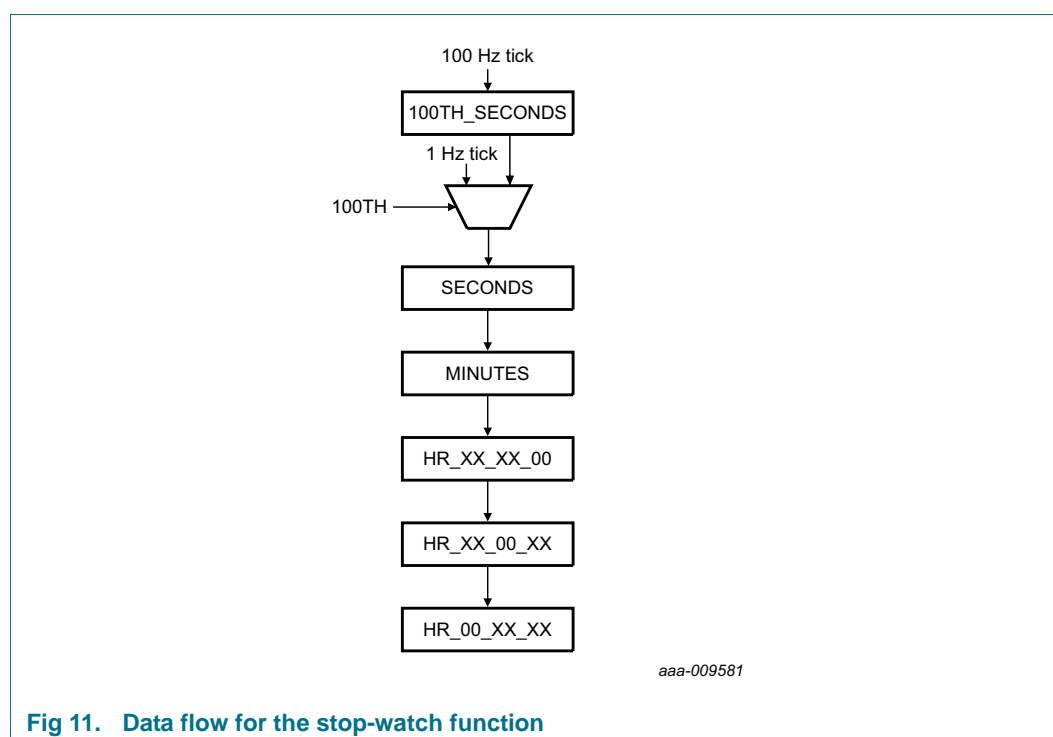 100 Hz tick
100TH_SECONDS
1 Hz tick
100TH
SECONDS
MINUTES
HR_XX_XX_00
HR_XX_00_XX
HR_00_XX_XX
aaa-009581
Fig 11. Data flow for the stop-watch function